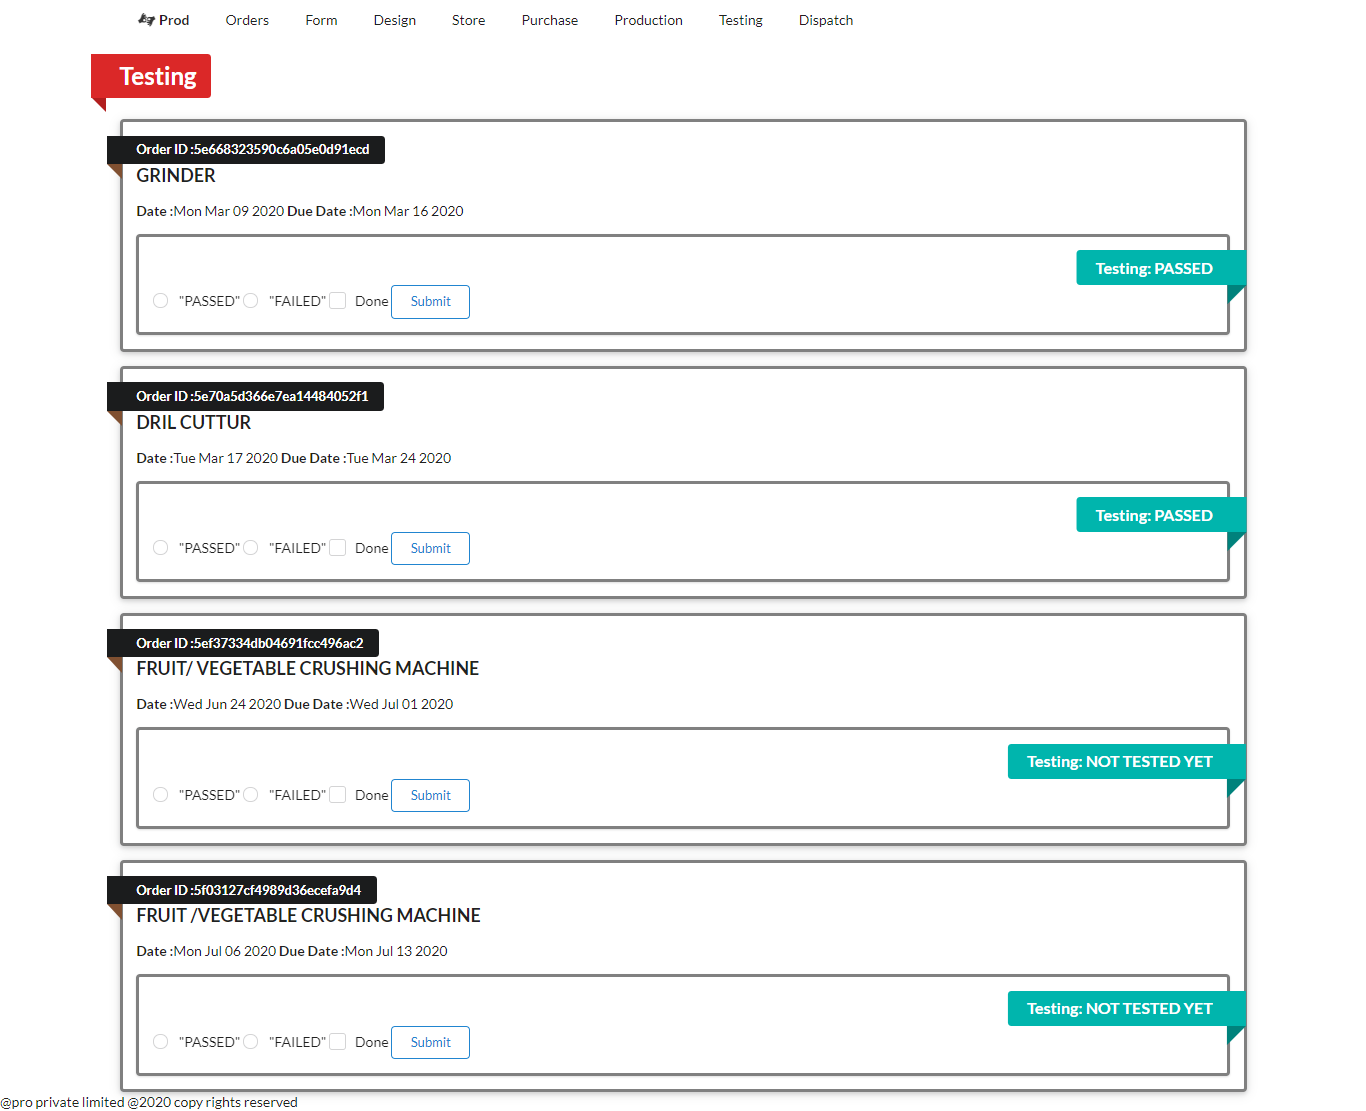 Prod Orders Form Design Store Purchase Production Testing Dispatch
Testing
Order ID :5e668323590c6a05e0d91ecd
GRINDER
Date :Mon Mar 09 2020 Due Date :Mon Mar 16 2020
Testing: PASSED
"PASSED" "FAILED" Done Submit
Order ID :5e70a5d366e7ea14484052f1
DRIL CUTTUR
Date :Tue Mar 17 2020 Due Date :Tue Mar 24 2020
Testing: PASSED
"PASSED" "FAILED" Done Submit
Order ID :5ef37334db04691fcc496ac2
FRUIT/ VEGETABLE CRUSHING MACHINE
Date :Wed Jun 24 2020 Due Date :Wed Jul 01 2020
Testing: NOT TESTED YET
"PASSED" "FAILED" Done Submit
Order ID :5f03127cf4989d36ecefa9d4
FRUIT /VEGETABLE CRUSHING MACHINE
Date :Mon Jul 06 2020 Due Date :Mon Jul 13 2020
Testing: NOT TESTED YET
"PASSED" "FAILED" Done Submit
@pro private limited @2020 copy rights reserved